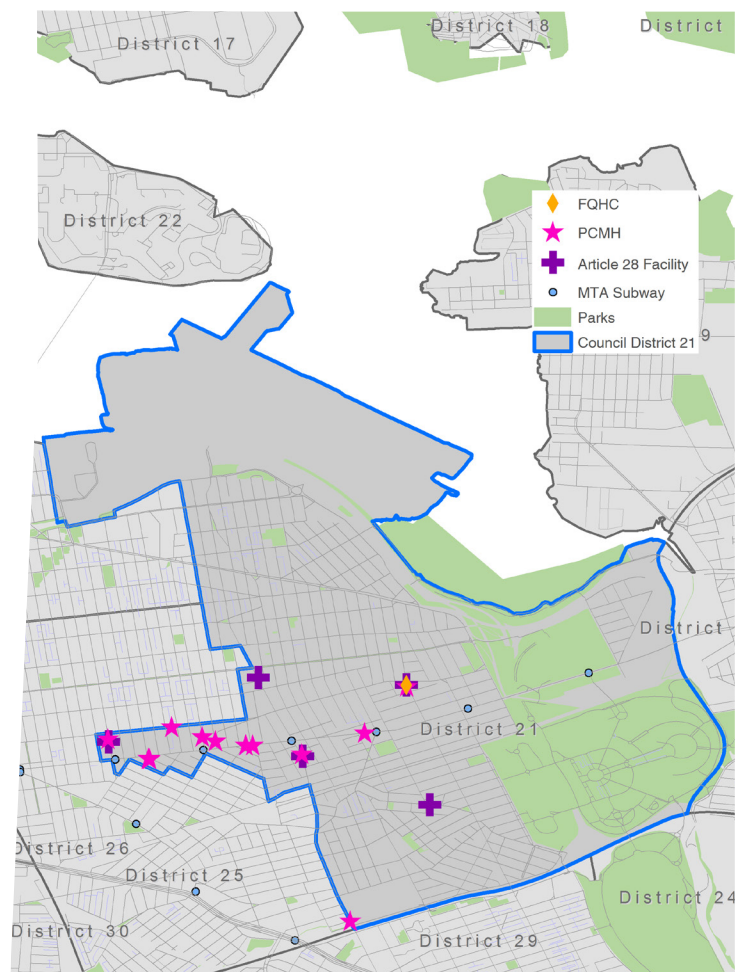 District 17
District 18
District
District 22
FQHC
PCMH
Article 28 Facility
MTA Subway
Parks
Council District 21
9
District
District 21
District 26
District 25
District 24
District 30
District 29